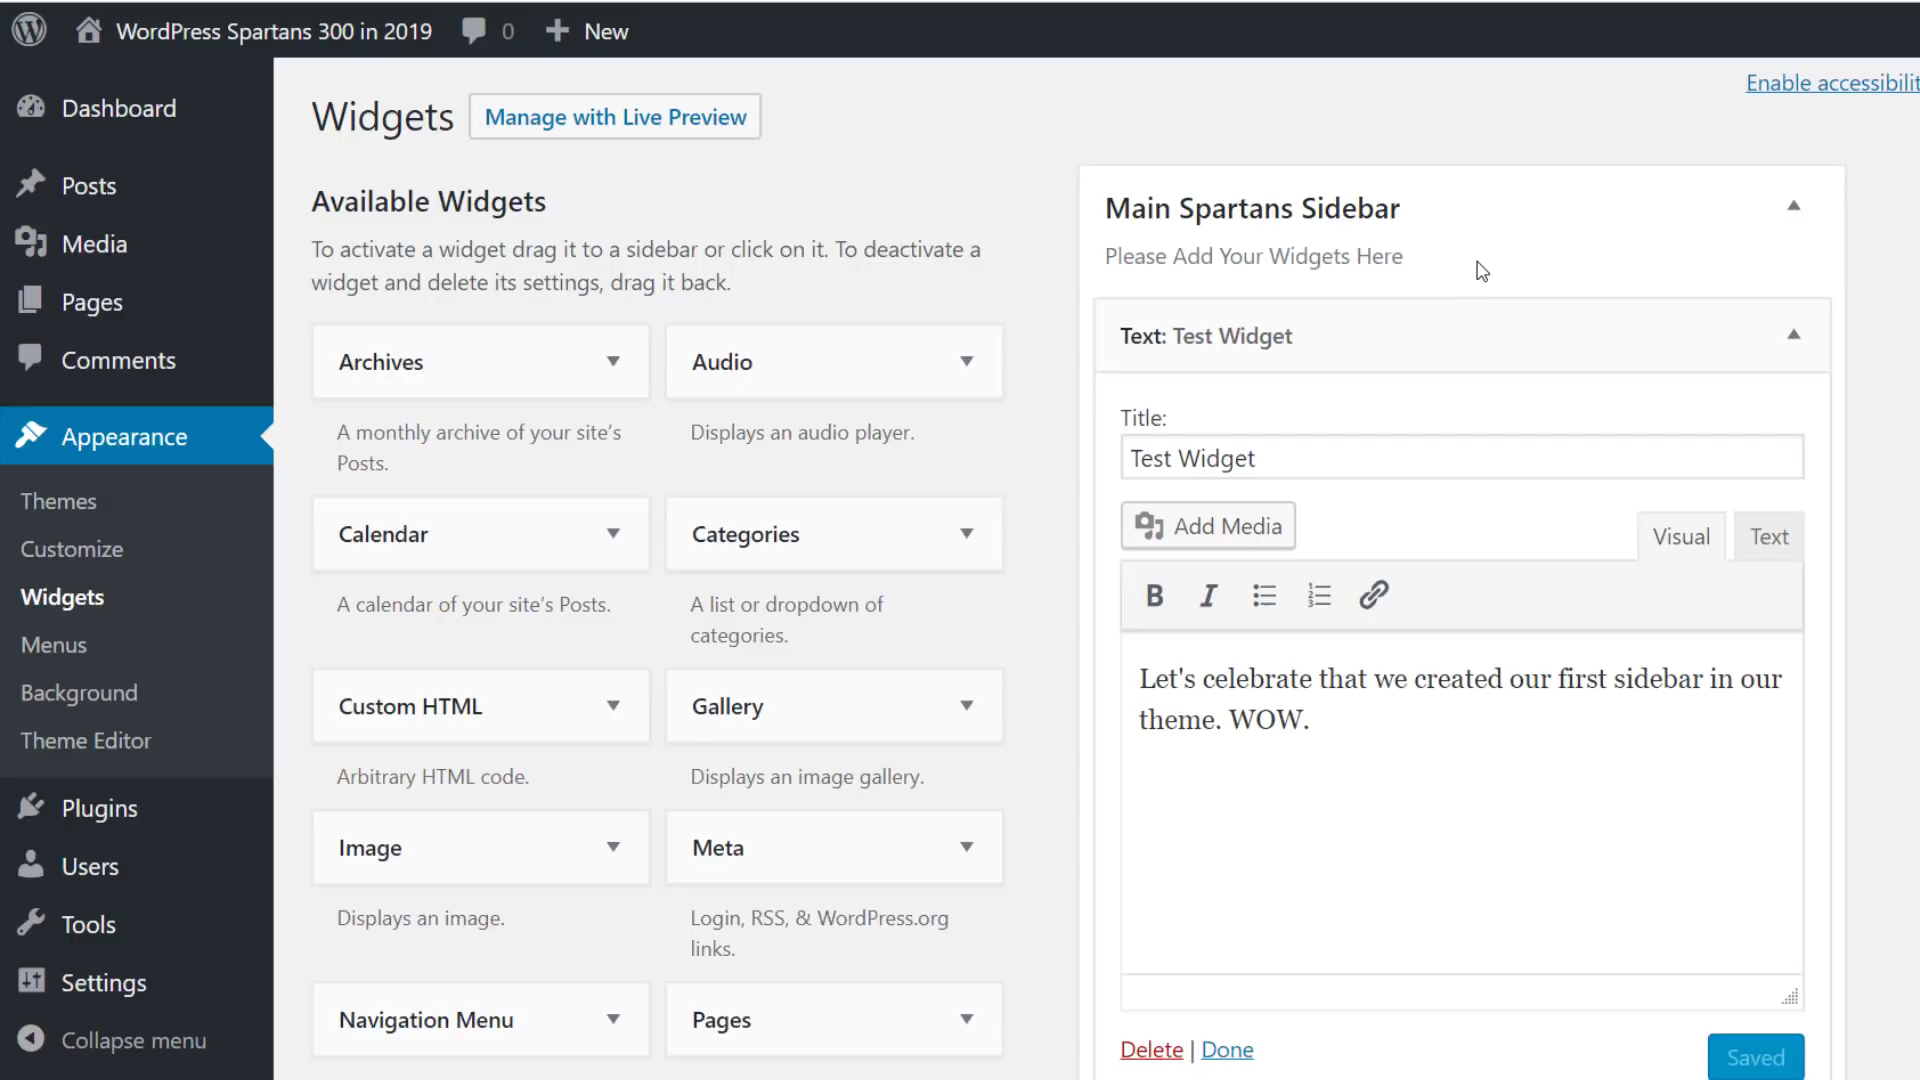 WordPress Spartans 300 in 2019
0
New
Dashboard
Posts
Media
Pages
Comments
Appearance
Themes
Customize
Widgets
Menus
Background
Theme Editor
Plugins
Users
Tools
Settings
Collapse menu
Enable accessibilit
Widgets
Manage with Live Preview
Available Widgets
To activate a widget drag it to a sidebar or click on it. To deactivate a
widget and delete its settings, drag it back.
Archives
A monthly archive of your site's
Posts.
Audio
Displays an audio player.
Calendar
A calendar of your site's Posts.
Categories
A list or dropdown of
categories.
Custom HTML
Arbitrary HTML code.
Gallery
Displays an image gallery.
Image
Displays an image.
Meta
Login, RSS, & WordPress.org
links.
Navigation Menu
Pages
Main Spartans Sidebar
Please Add Your Widgets Here
Text: Test Widget
Title:
Test Widget
Add Media
Visual
Text
B I
Let's celebrate that we created our first sidebar in our
theme. WOW.
Delete | Done
Saved